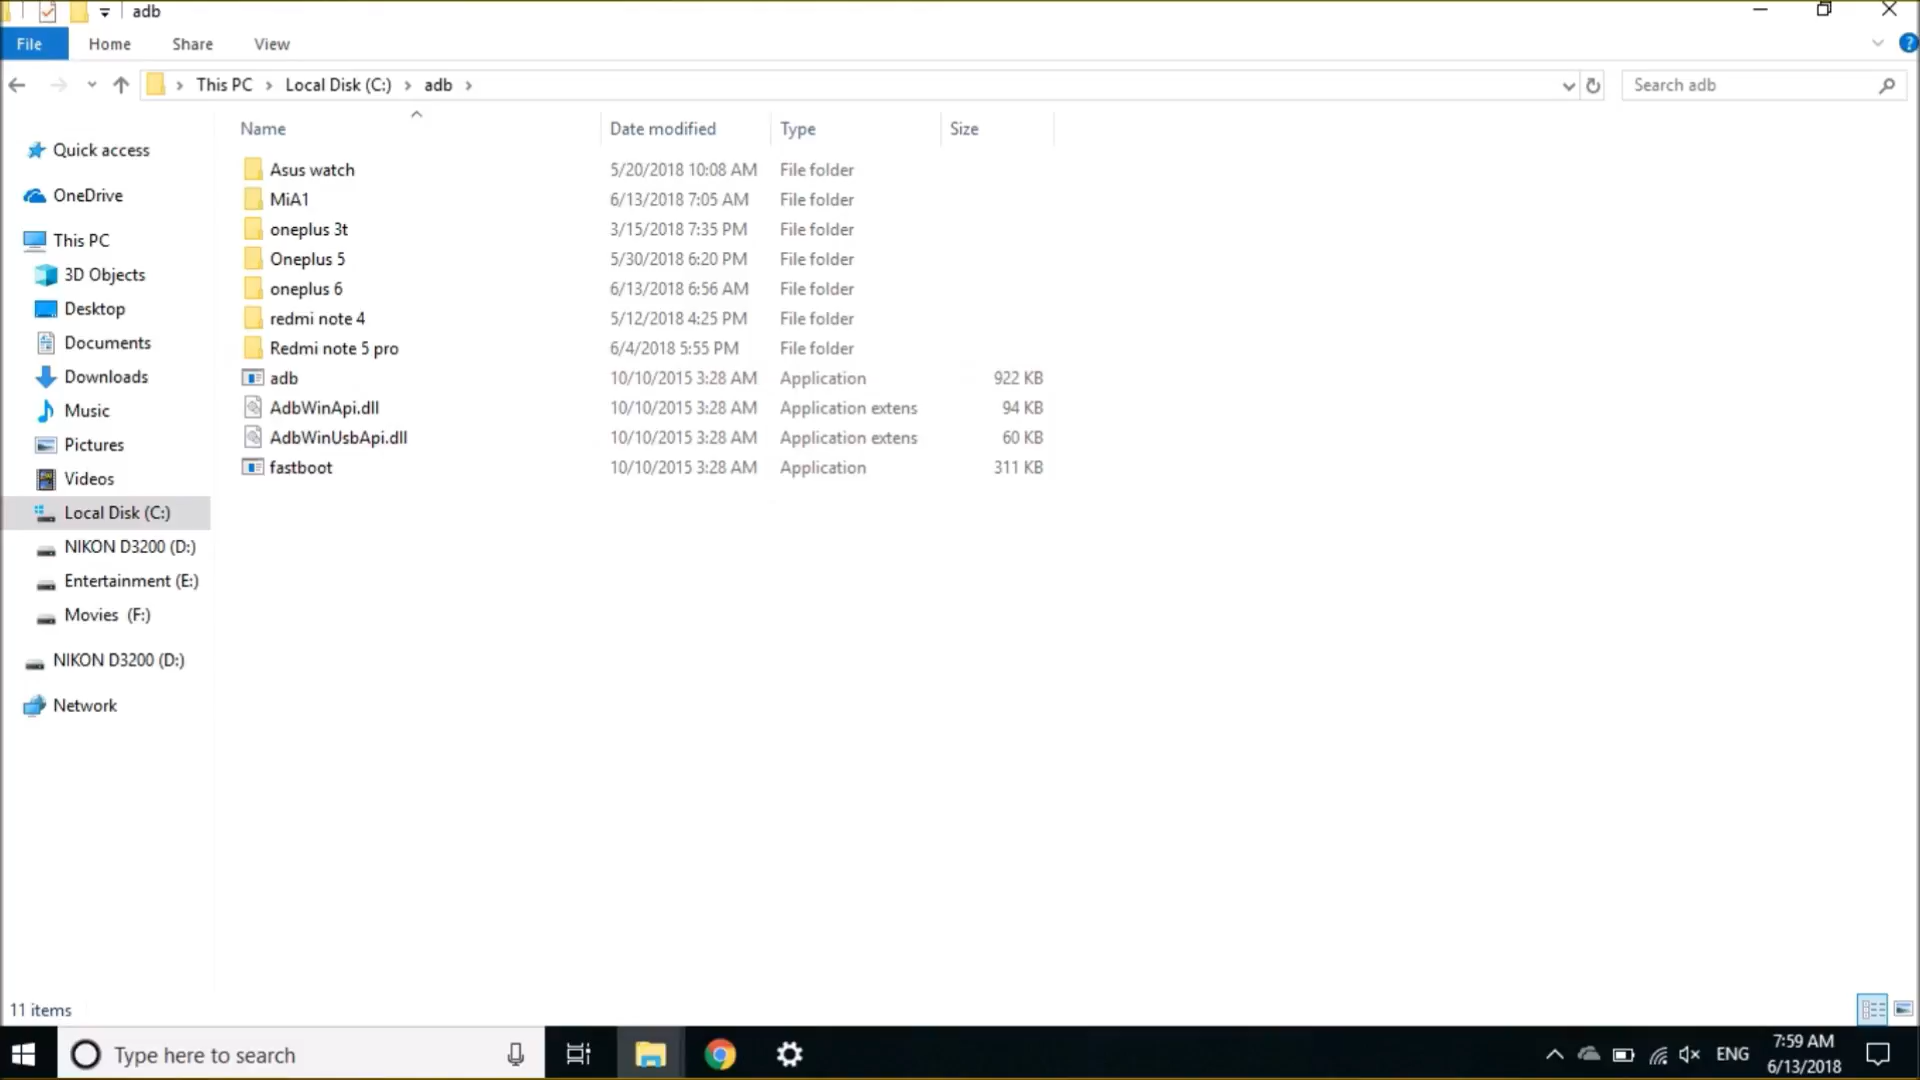 adb
File Home Share View
This PC Local Disk (C:) adb
Search adb
Name Date modified Type Size
Quick access
OneDrive
This PC
3D Objects
Desktop
Documents
Downloads
Music
Pictures
Videos
Local Disk (C:)
NIKON D3200 (D:)
Entertainment (E:)
Movies (F:)
NIKON D3200 (D:)
Network
Asus watch 5/20/2018 10:08 AM File folder
MiA1 6/13/2018 7:05 AM File folder
oneplus 3t 3/15/2018 7:35 PM File folder
Oneplus 5 5/30/2018 6:20 PM File folder
oneplus 6 6/13/2018 6:56 AM File folder
redmi note 4 5/12/2018 4:25 PM File folder
Redmi note 5 pro 6/4/2018 5:55 PM File folder
adb 10/10/2015 3:28 AM Application 922 KB
AdbWinApi.dll 10/10/2015 3:28 AM Application extens 94 KB
AdbWinUsbApi.dll 10/10/2015 3:28 AM Application extens 60 KB
fastboot 10/10/2015 3:28 AM Application 311 KB
11 items
Type here to search
ENG
7:59 AM
6/13/2018